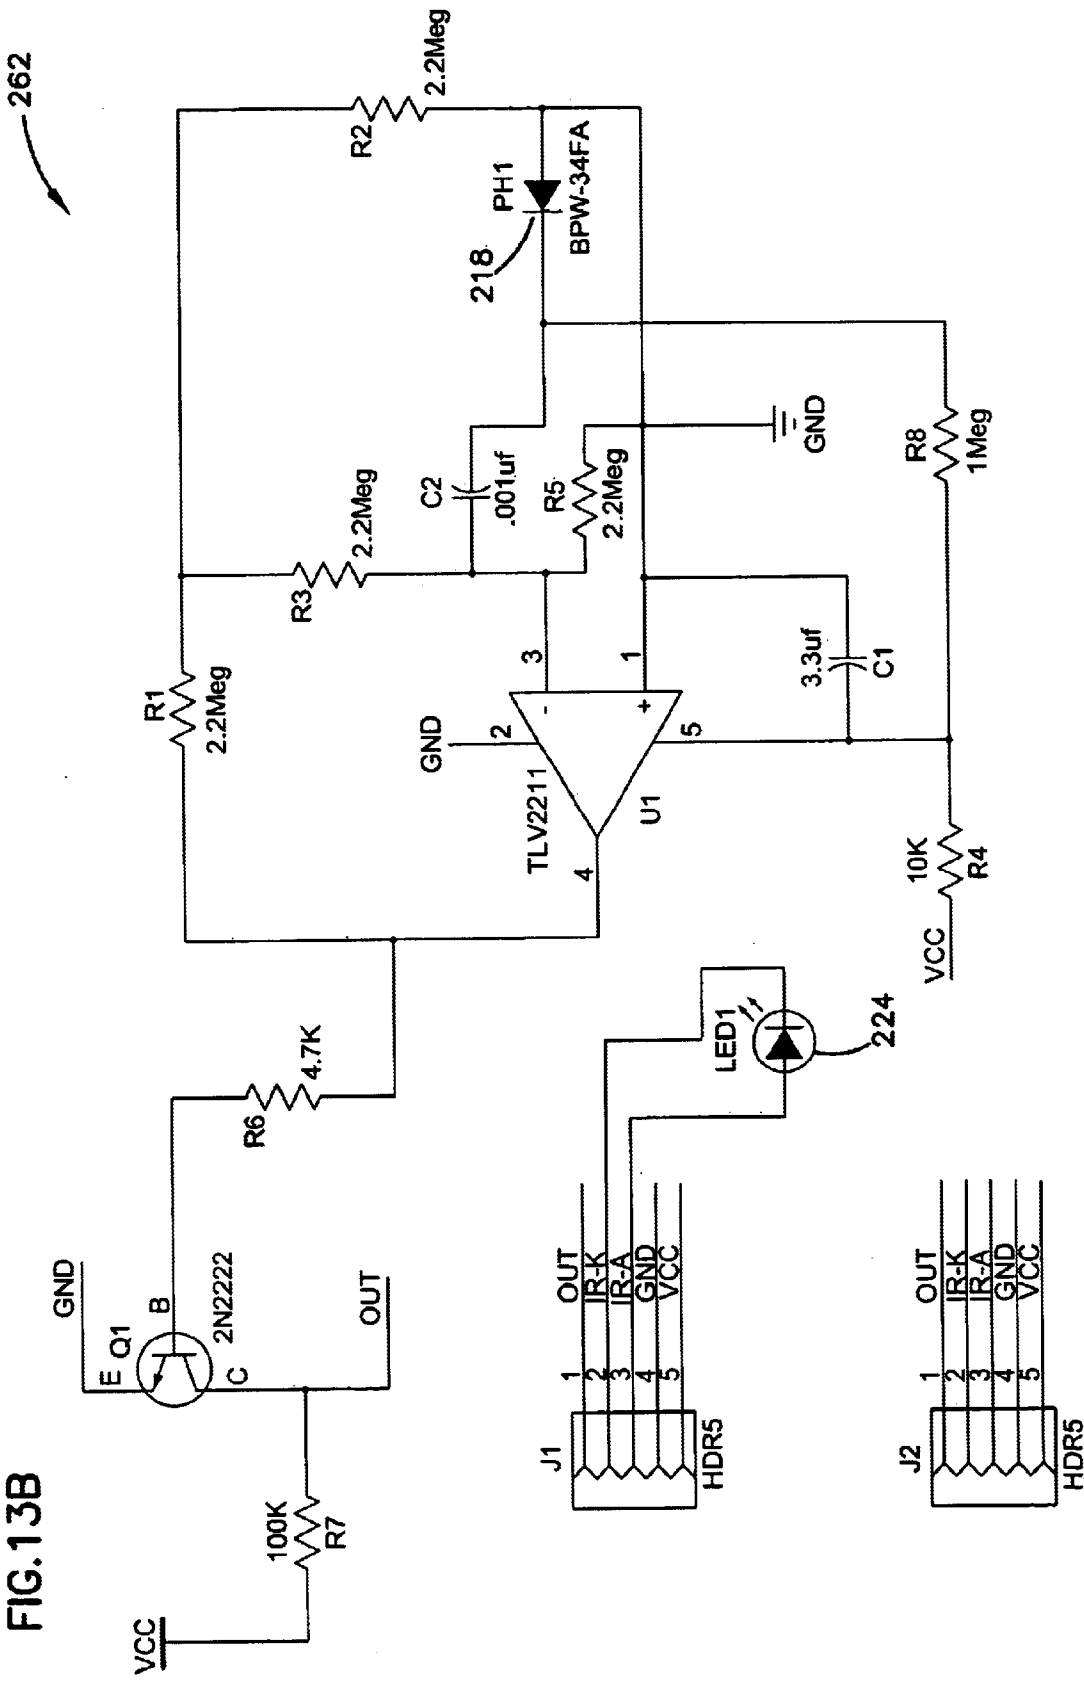 FIG.13B
262
VCC
100K
R7
GND
E
Q1
B
C
2N2222
OUT
R6
4.7K
R1
2.2Meg
R3
2.2Meg
R2
2.2Meg
GND
2
TLV2211
U1
4
3
-
1
+
5
C2
.001uf
R5
2.2Meg
218
PH1
BPW-34FA
GND
3.3uf
C1
R8
1Meg
10K
R4
VCC
LED1
224
J1
HDR5
1 OUT
2 IR-K
3 IR-A
4 GND
5 VCC
J2
HDR5
1 OUT
2 IR-K
3 IR-A
4 GND
5 VCC